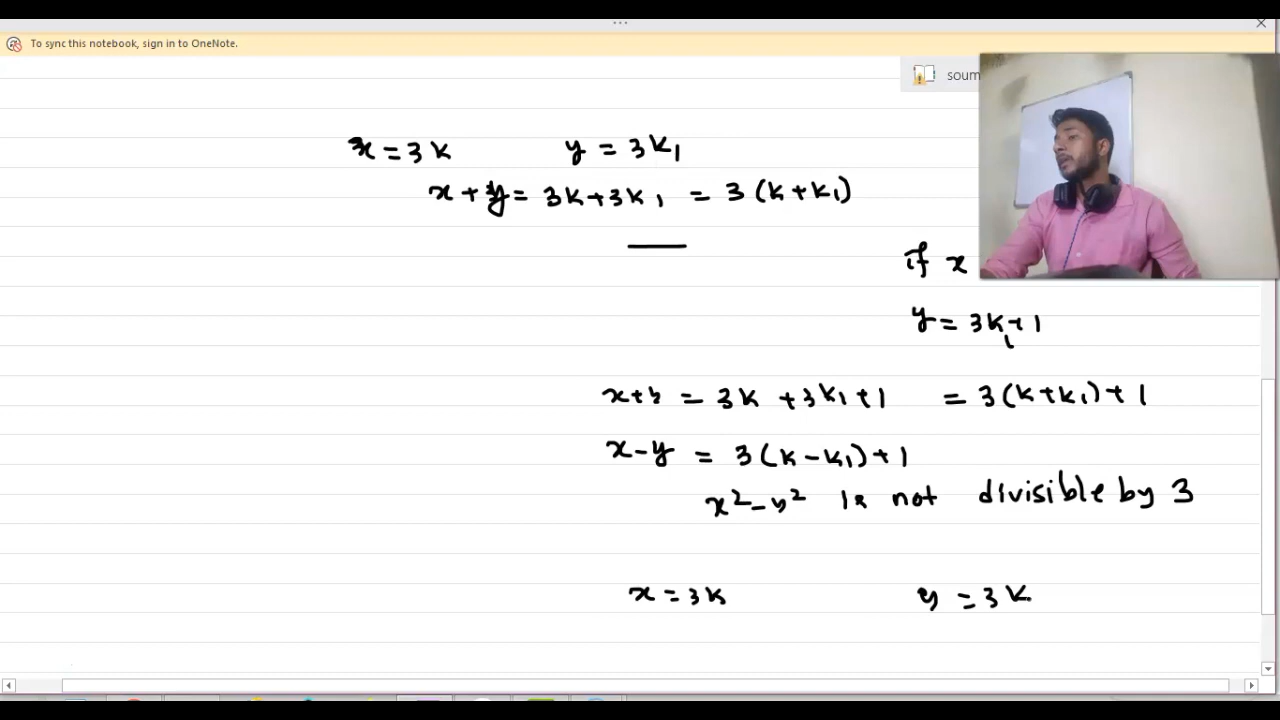 To sync this notebook, sign in to OneNote.
soum
x = 3k y = 3k₁
x + y = 3k + 3k₁ = 3(k + k₁)
if x
y = 3k₁ + 1
x + y = 3k + 3k₁ + 1 = 3(k + k₁) + 1
x - y = 3(k - k₁) + 1
x² - y² is not divisible by 3
x = 3k y = 3k